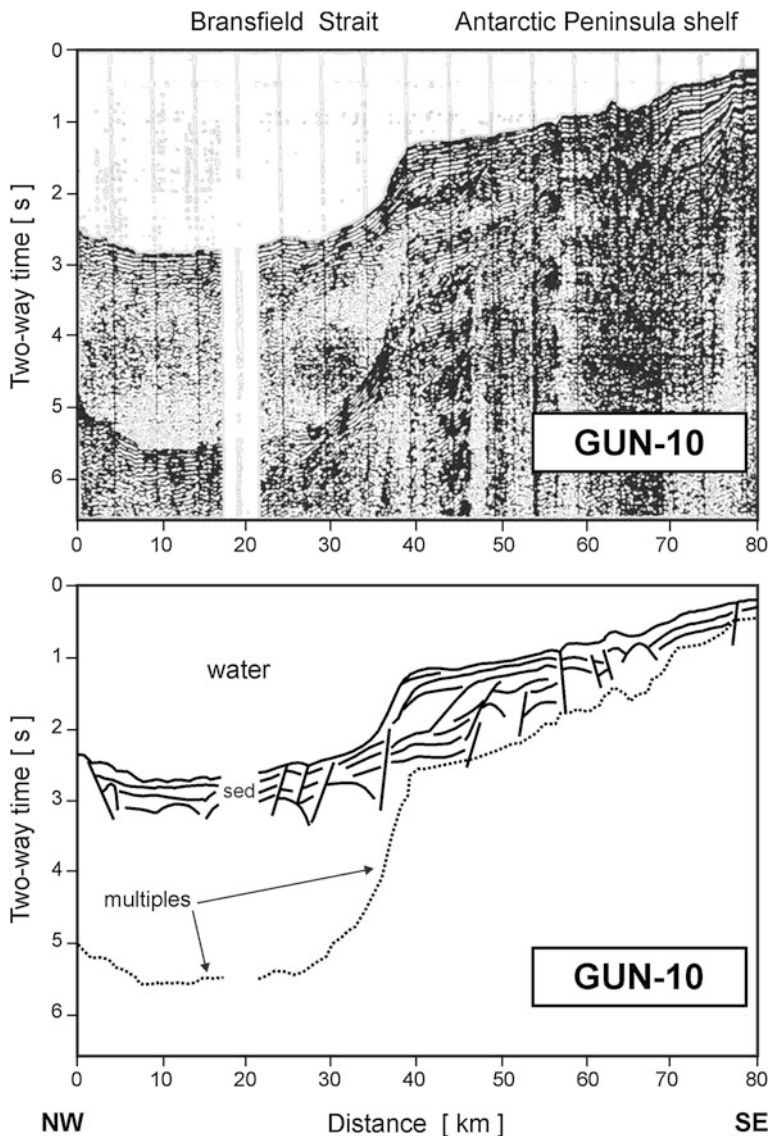 Bransfield Strait Antarctic Peninsula shelf
0
1
2
3
4
5
6
Two-way time [ s ]
GUN-10
0 10 20 30 40 50 60 70 80
0
1
2
3
4
5
6
Two-way time [ s ]
water
sed
multiples
GUN-10
0 10 20 30 40 50 60 70 80
NW Distance [ km ] SE